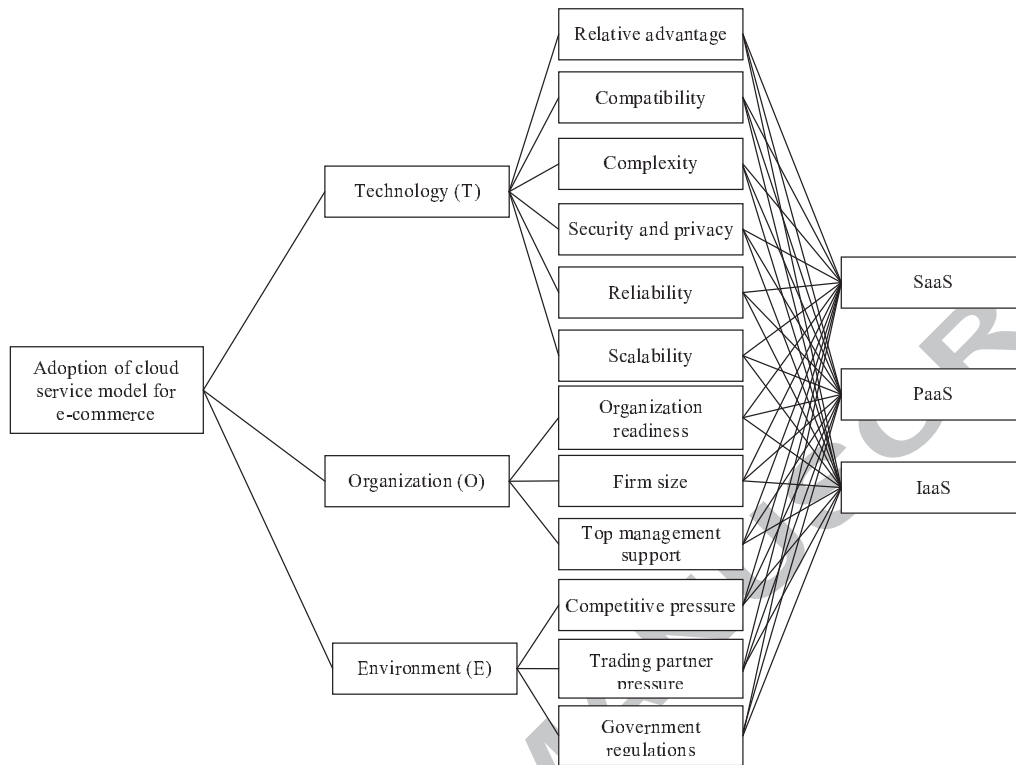 Relative advantage
Compatibility
Complexity
Technology (T)
Security and privacy
Reliability
SaaS
Scalability
Adoption of cloud
service model for
e-commerce
PaaS
Organization
readiness
Organization (O)
Firm size
IaaS
Top management
support
Competitive pressure
Environment (E)
Trading partner
pressure
Government
regulations